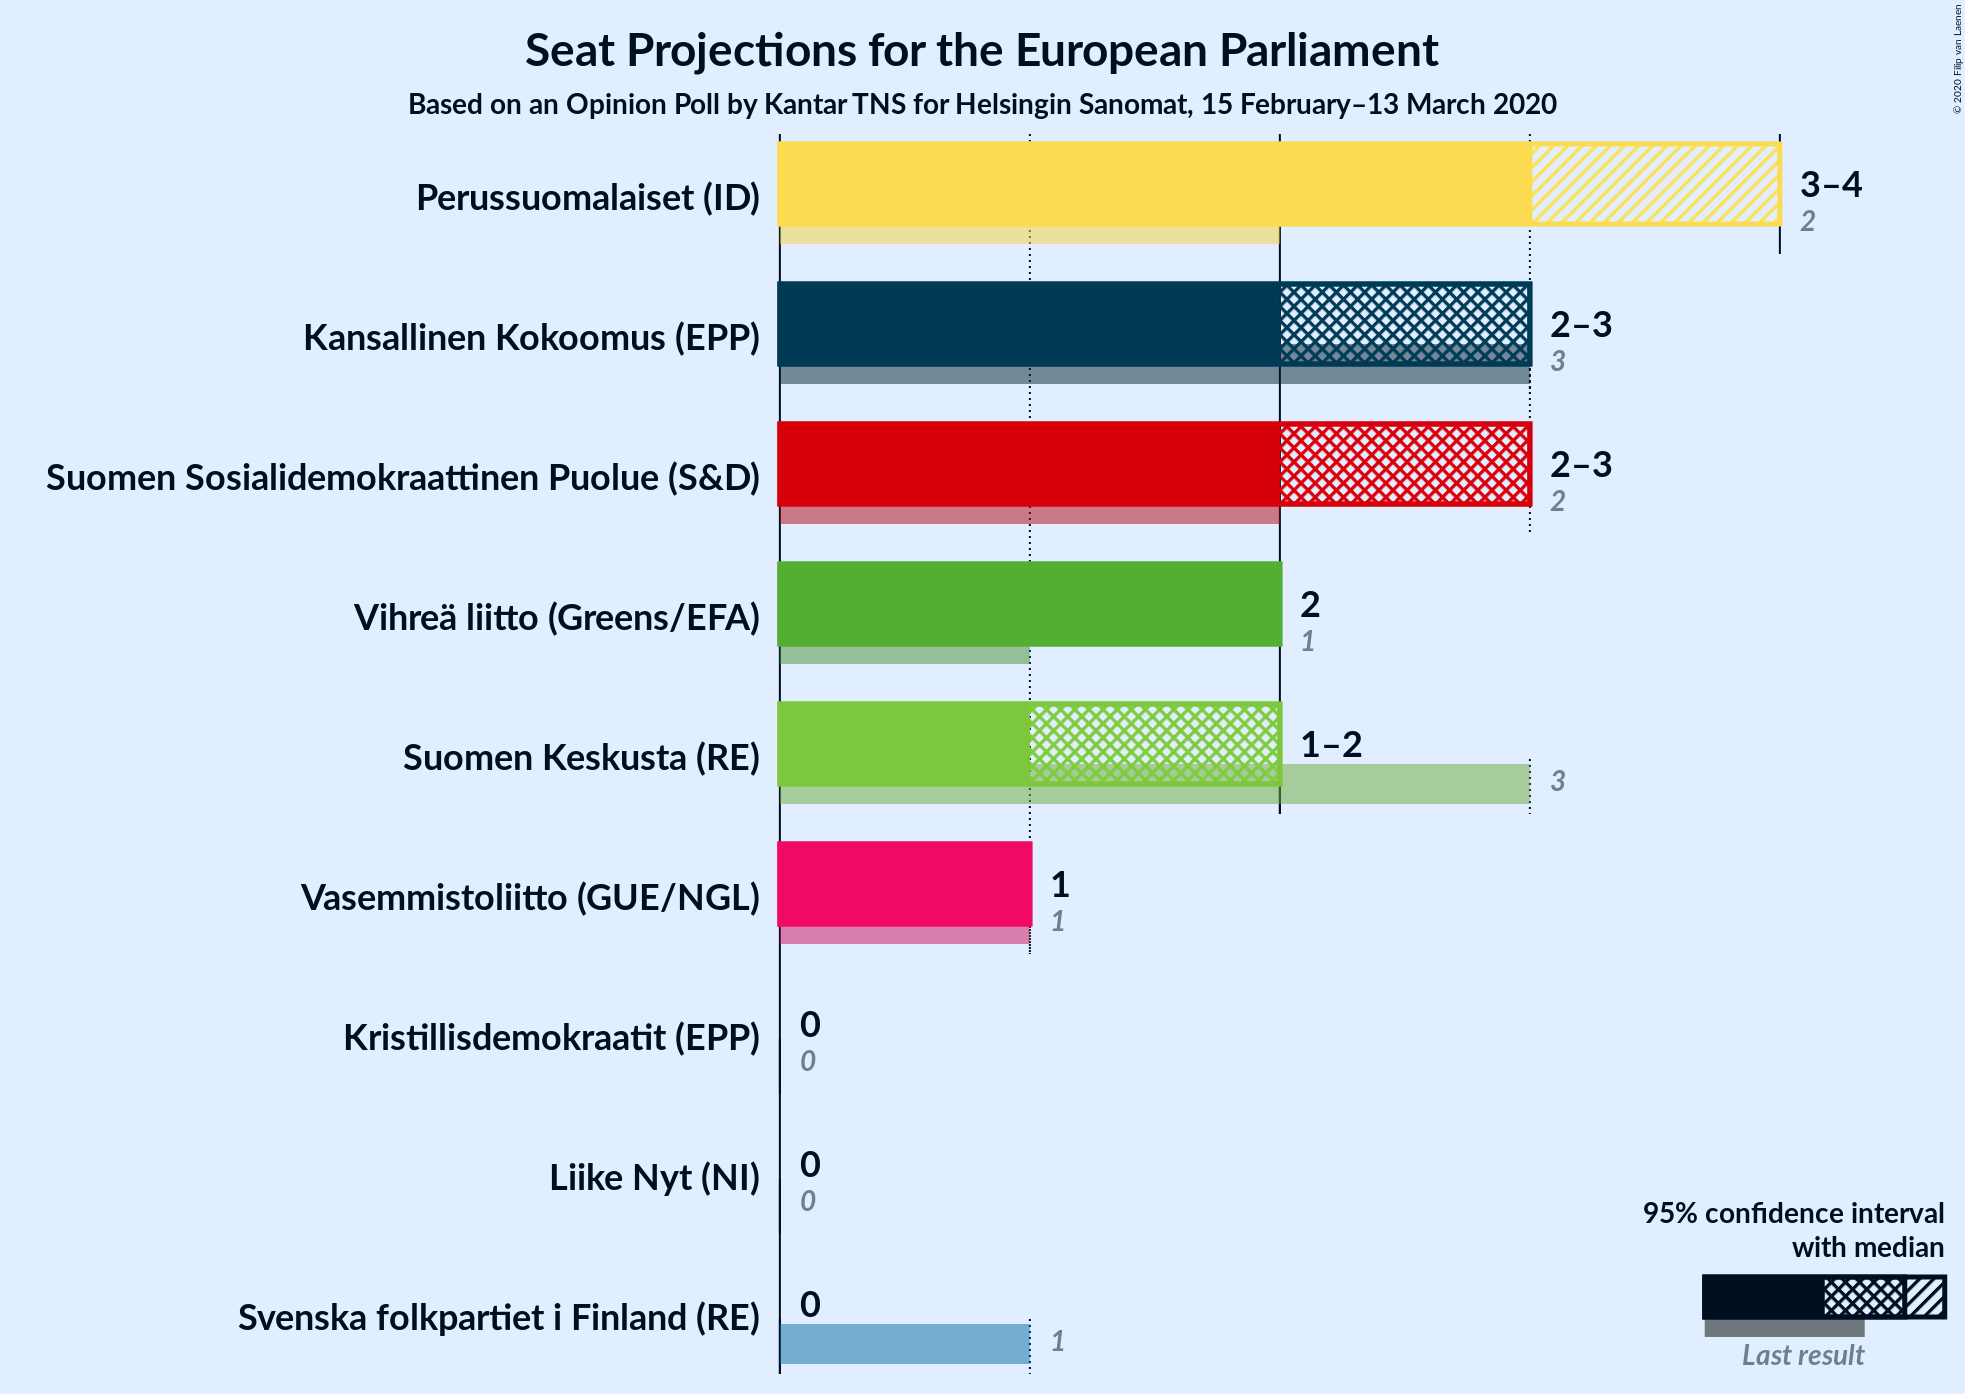 Seat Projections for the European Parliament
Based on an Opinion Poll by Kantar TNS for Helsingin Sanomat, 15 February–13 March 2020
© 2020 Filip van Laenen
Perussuomalaiset (ID)
3–4
2
Kansallinen Kokoomus (EPP)
2–3
3
Suomen Sosialidemokraattinen Puolue (S&D)
2–3
2
Vihreä liitto (Greens/EFA)
2
1
Suomen Keskusta (RE)
1–2
3
Vasemmistoliitto (GUE/NGL)
1
1
Kristillisdemokraatit (EPP)
0
0
Liike Nyt (NI)
0
0
Svenska folkpartiet i Finland (RE)
0
1
95% confidence interval
with median
Last result